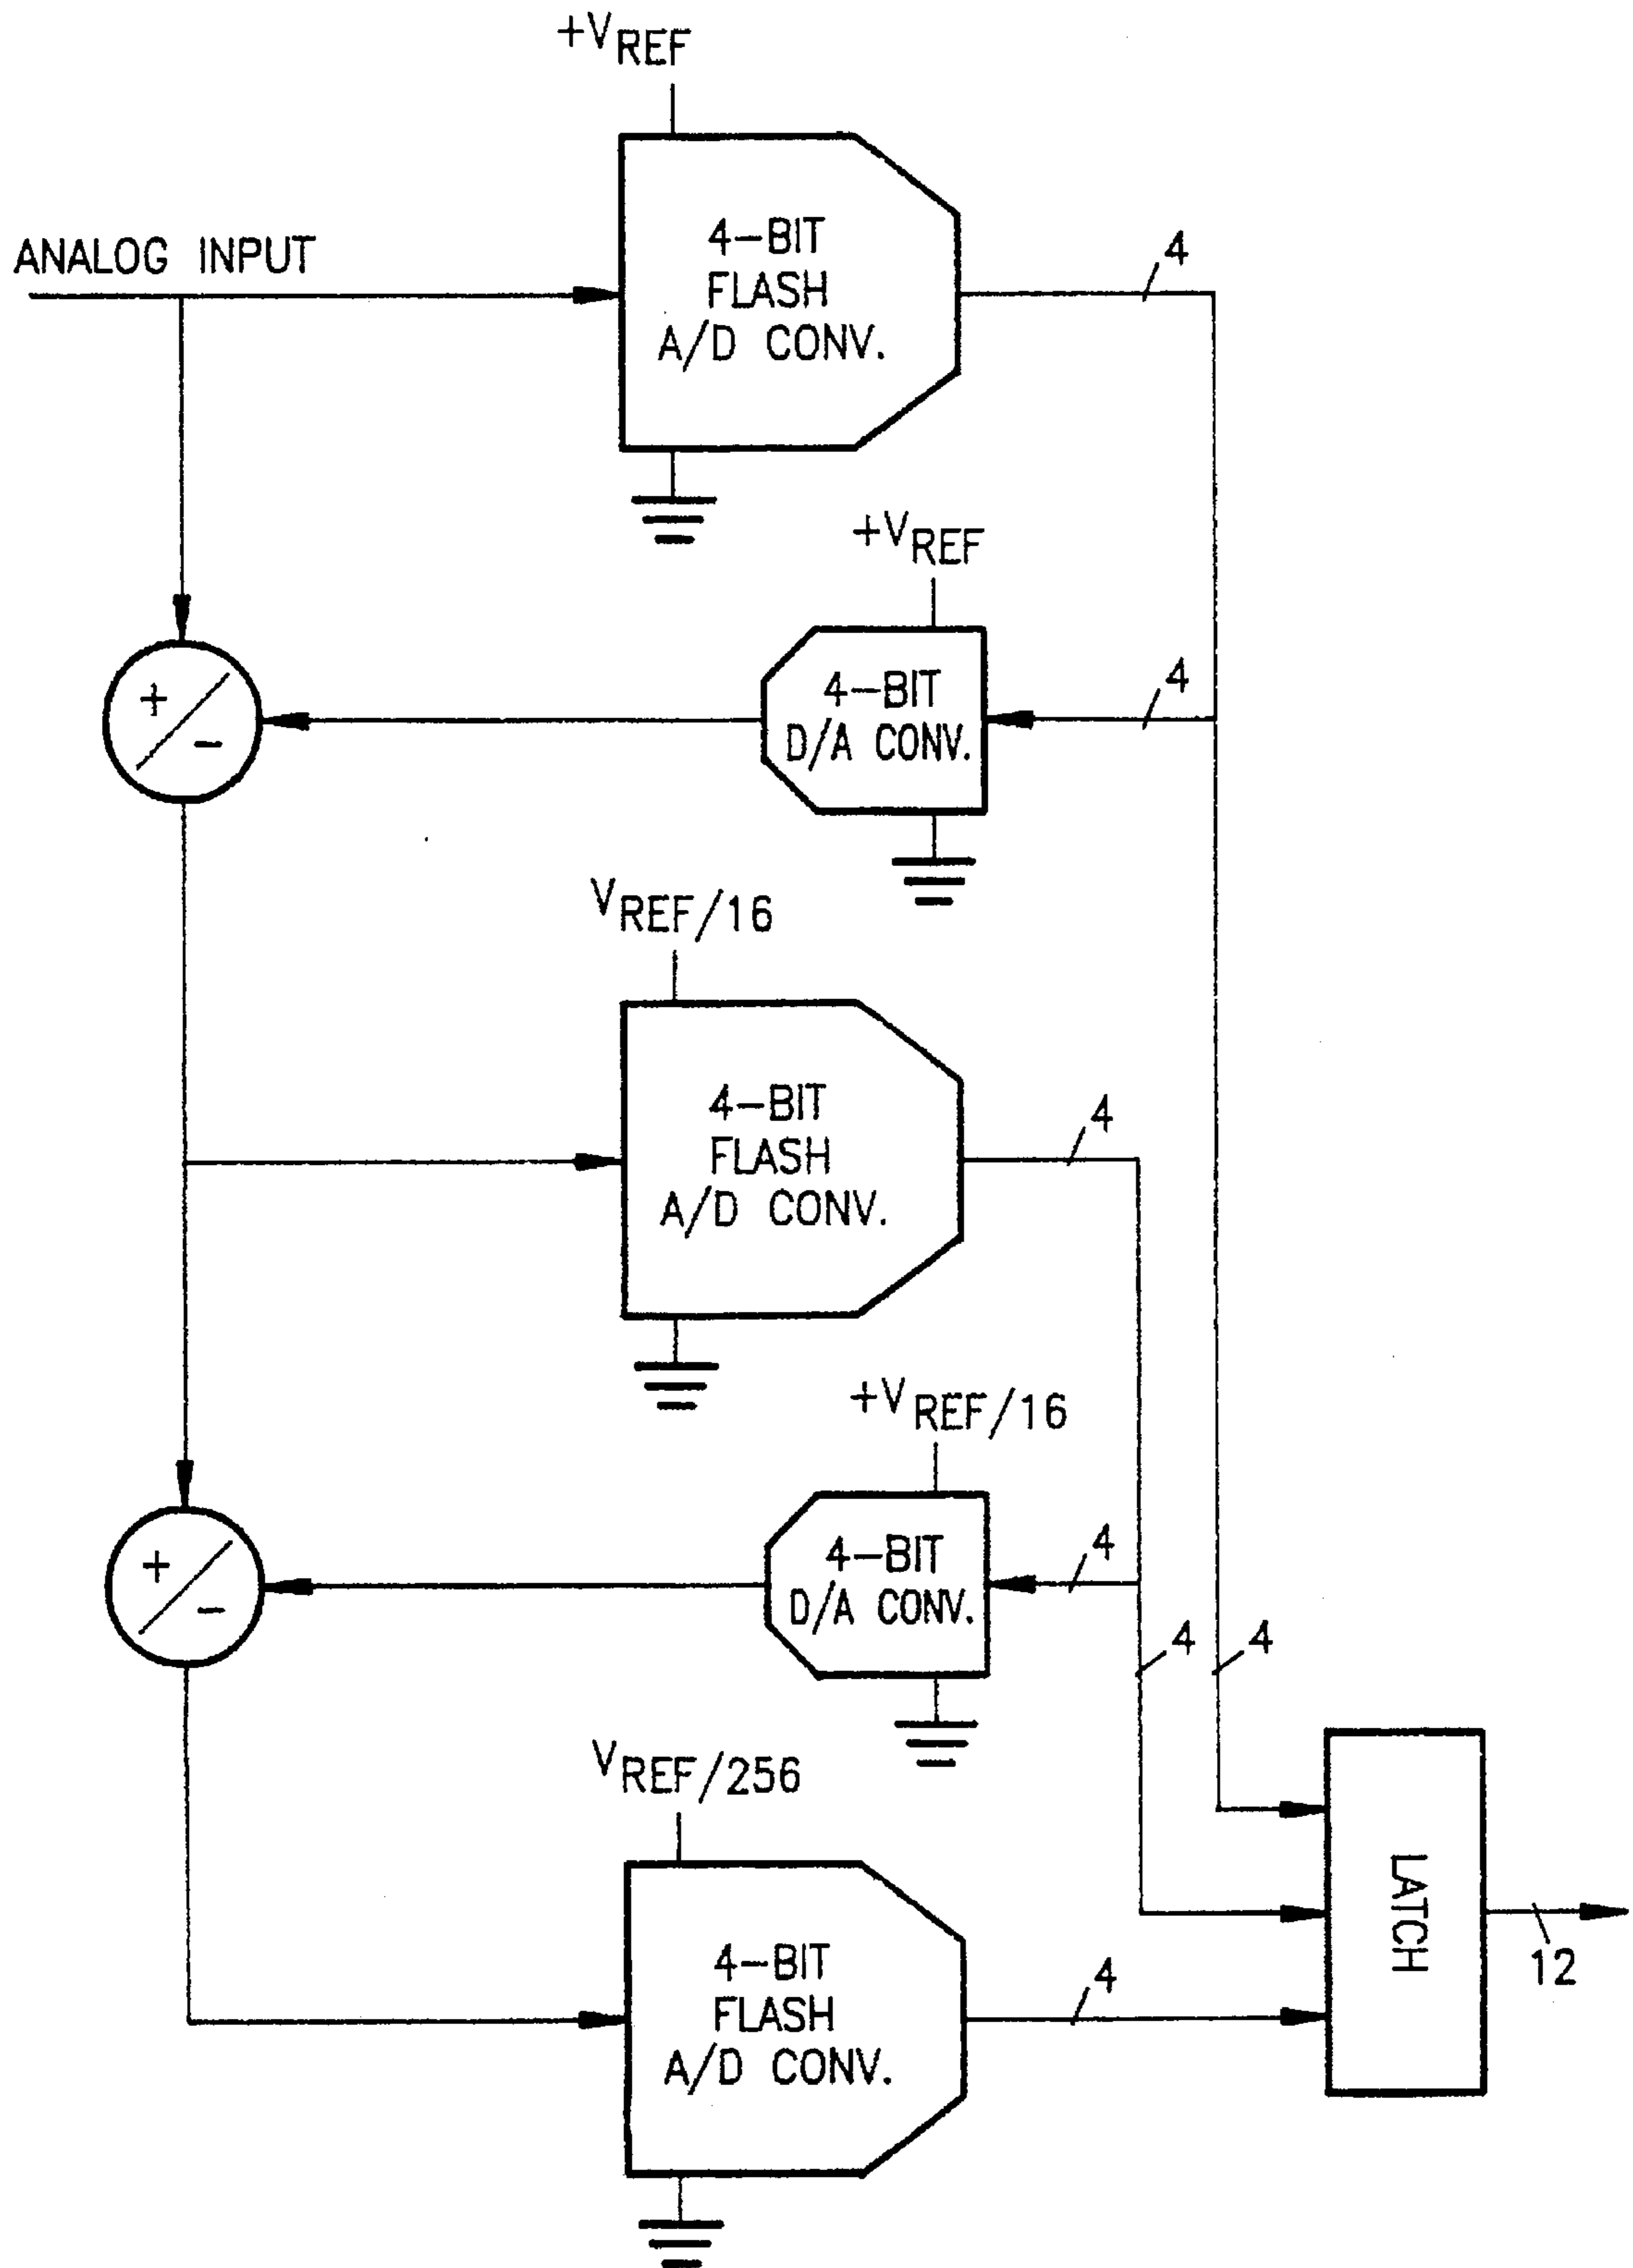 +VREF
ANALOG INPUT
4-BIT
FLASH
A/D CONV.
4
+VREF
+
-
4-BIT
D/A CONV.
4
VREF/16
4-BIT
FLASH
A/D CONV.
4
+VREF/16
+
-
4-BIT
D/A CONV.
4
4
4
VREF/256
4-BIT
FLASH
A/D CONV.
4
LATCH
12